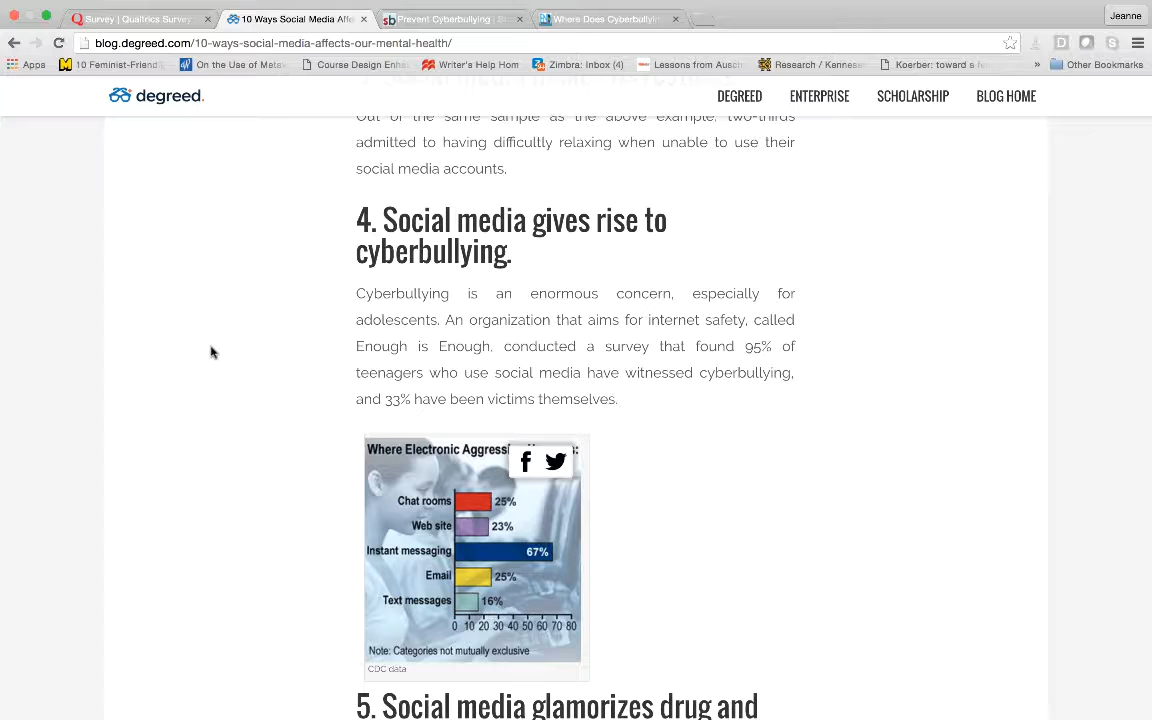 Survey | Qualtrics Survey
10 Ways Social Media Affe
Prevent Cyberbullying |
Where Does Cyberbullyin
Jeanne
blog.degreed.com/10-ways-social-media-affects-our-mental-health/
Apps
10 Feminist-Friend
On the Use of Meta
Course Design Enha
Writer's Help Home
Zimbra: Inbox (4)
Lessons from Ausch
Research / Kennesa
Koerber: toward a f
»
Other Bookmarks
degreed.
DEGREED
ENTERPRISE
SCHOLARSHIP
BLOG HOME
Out of the same sample as the above example, two-thirds
admitted to having difficultly relaxing when unable to use their
social media accounts.
4. Social media gives rise to
cyberbullying.
Cyberbullying is an enormous concern, especially for
adolescents. An organization that aims for internet safety, called
Enough is Enough, conducted a survey that found 95% of
teenagers who use social media have witnessed cyberbullying,
and 33% have been victims themselves.
Where Electronic Aggress
Chat rooms 25%
Web site 23%
Instant messaging 67%
Email 25%
Text messages 16%
0 10 20 30 40 50 60 70 80
Note: Categories not mutually exclusive
CDC data
5. Social media glamorizes drug and